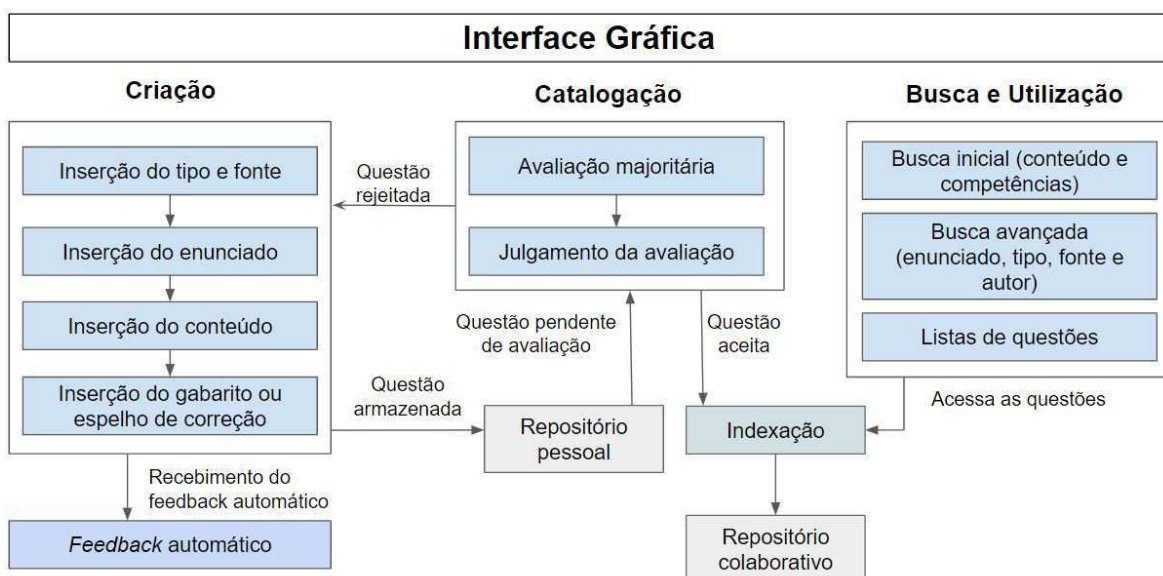 Interface Gráfica
Criação
Inserção do tipo e fonte
Inserção do enunciado
Inserção do conteúdo
Inserção do gabarito ou
espelho de correção
Recebimento do
feedback automático
Feedback automático
Questão
rejeitada
Questão
armazenada
Catalogação
Avaliação majoritária
Julgamento da avaliação
Questão pendente
de avaliação
Questão
aceita
Repositório
pessoal
Indexação
Repositório
colaborativo
Busca e Utilização
Busca inicial (conteúdo e
competências)
Busca avançada
(enunciado, tipo, fonte e
autor)
Listas de questões
Acessa as questões